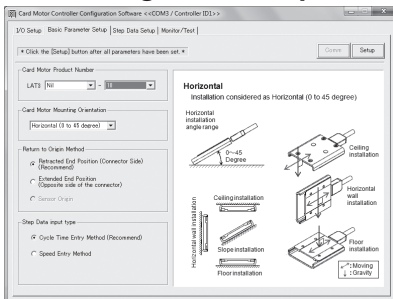 Card Motor Controller Configuration Software <<COM3 / Controller ID1>>
I/O Setup Basic Parameter Setup Step Data Setup Monitor/Test
* Click the [Setup] button after all parameters have been set. *
Setup
Card Motor Product Number
LAT3 Nil -
Card Motor Mounting Orientation
Horizontal (0 to 45 degree)
Return to Origin Method
Retracted End Position (Connector Side)
(Recommend)
Extended End Position
(Opposite side of the connector)
Sensor Origin
Step Data input type
Cycle Time Entry Method (Recommend)
Speed Entry Method
Horizontal
Installation considered as Horizontal (0 to 45 degree)
Horizontal
installation
angle range
0～45
Degree
Ceiling
installation
Horizontal wall installation
Ceiling installation
Slope installation
Floor installation
Horizontal
wall
installation
Floor
installation
: Moving
: Gravity